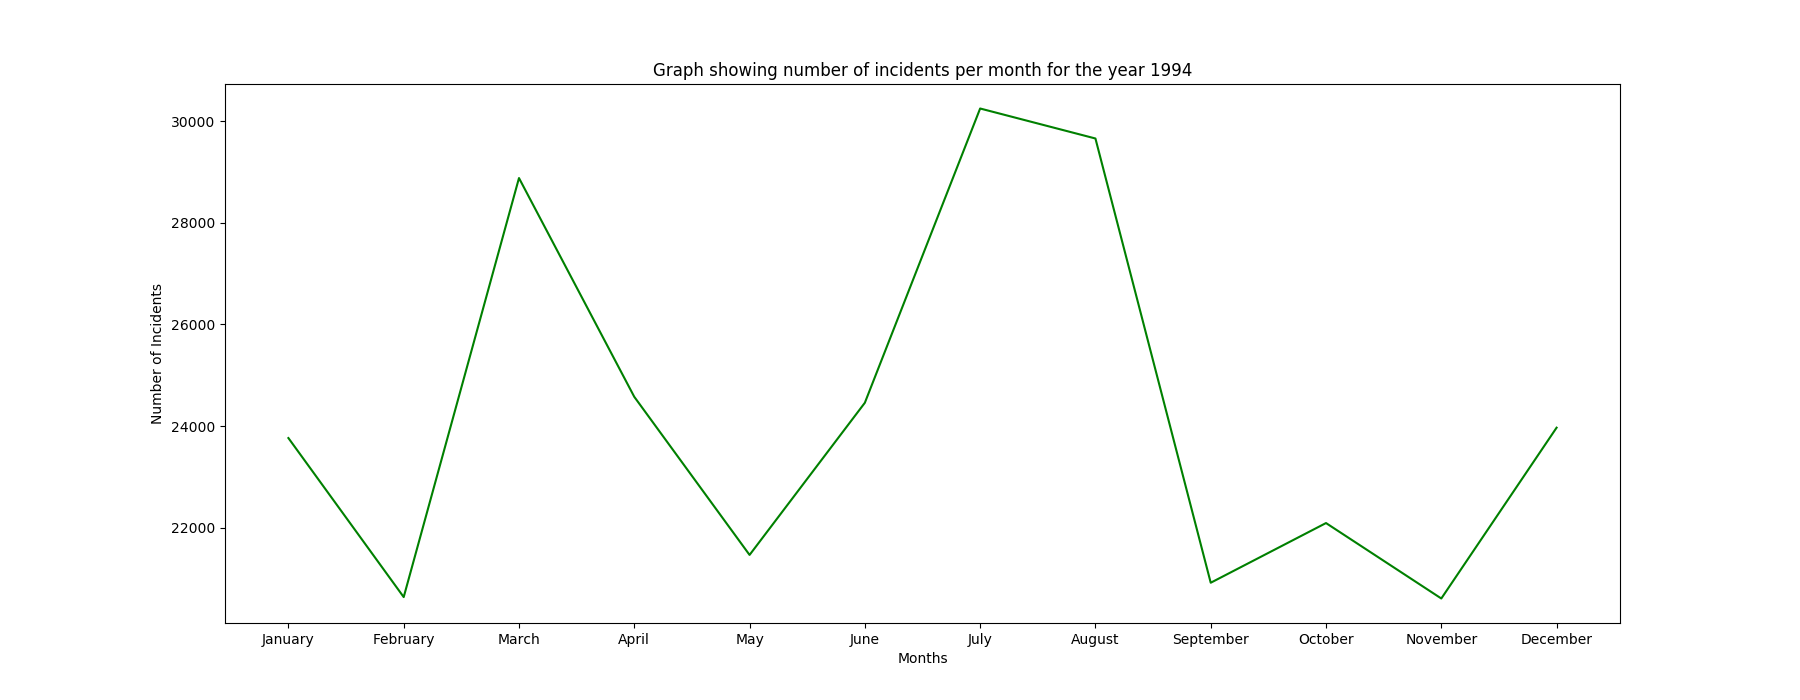 Graph showing number of incidents per month for the year 1994
Number of Incidents
30000
28000
26000
24000
22000
January February March April May June July August September October November December
Months